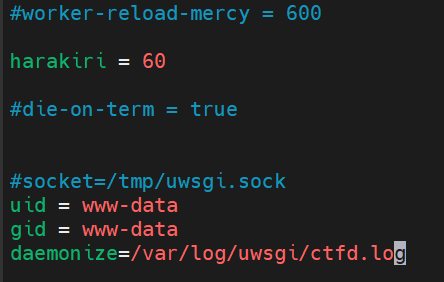 #worker-reload-mercy = 600
harakiri = 60
#die-on-term = true
#socket=/tmp/uwsgi.sock
uid = www-data
gid = www-data
daemonize=/var/log/uwsgi/ctfd.log